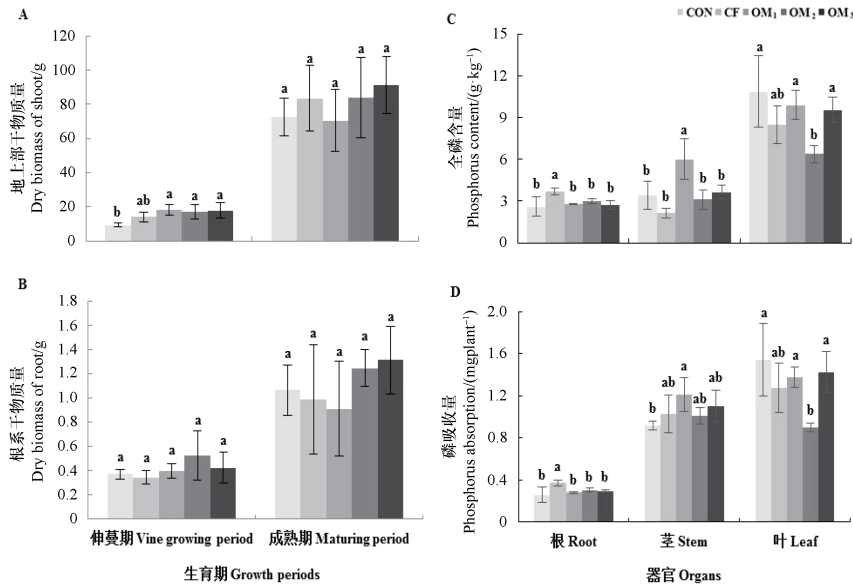 A
地上部干物质量
Dry biomass of shoot/g
120
100
80
60
40
20
0
b
ab
a
a
a
a
a
a
a
a
B
根系干物质量
Dry biomass of root/g
1.8
1.6
1.4
1.2
1.0
0.8
0.6
0.4
0.2
0
a
a
a
a
a
a
a
a
a
a
伸蔓期 Vine growing period
成熟期 Maturing period
生育期 Growth periods
CON CF OM1 OM2 OM3
C
全磷含量
Phosphorus content/(g·kg⁻¹)
15
12
9
6
3
0
b
a
b
b
b
b
b
a
b
b
a
ab
a
b
a
D
磷吸收量
Phosphorus absorption/(mgplant⁻¹)
2.0
1.6
1.2
0.8
0.4
0
b
a
b
b
b
b
ab
a
ab
ab
a
ab
a
b
a
根 Root
茎 Stem
叶 Leaf
器官 Organs